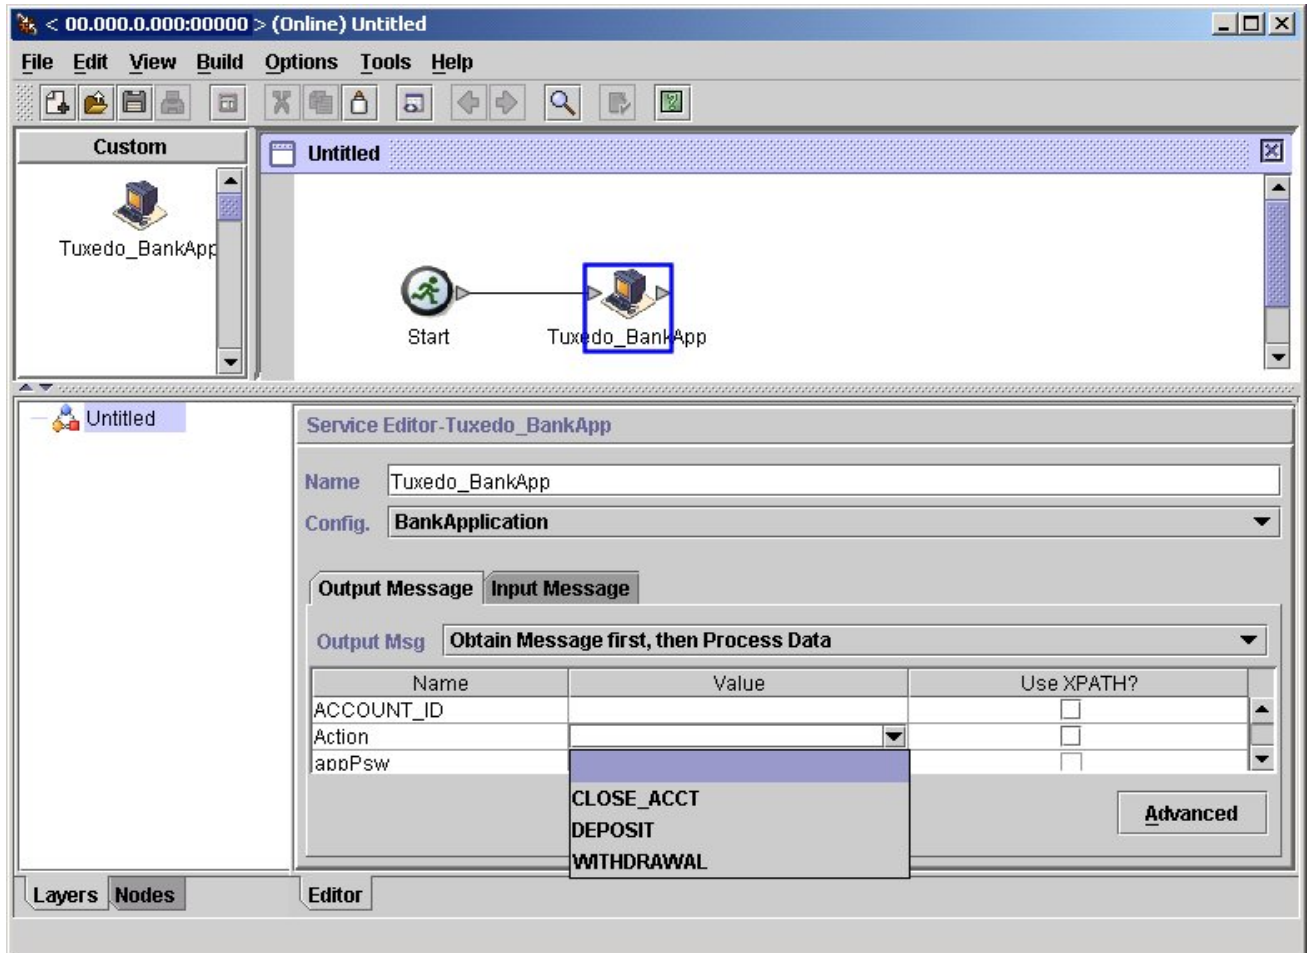 < 00.000.0.000:00000 > (Online) Untitled
File Edit View Build Options Tools Help
Custom
Tuxedo_BankApp
Untitled
Start
Tuxedo_BankApp
Untitled
Service Editor-Tuxedo_BankApp
Name Tuxedo_BankApp
Config. BankApplication
Output Message Input Message
Output Msg Obtain Message first, then Process Data
Name Value Use XPATH?
ACCOUNT_ID
Action
appPsw
CLOSE_ACCT
DEPOSIT
WITHDRAWAL
Advanced
Layers Nodes Editor